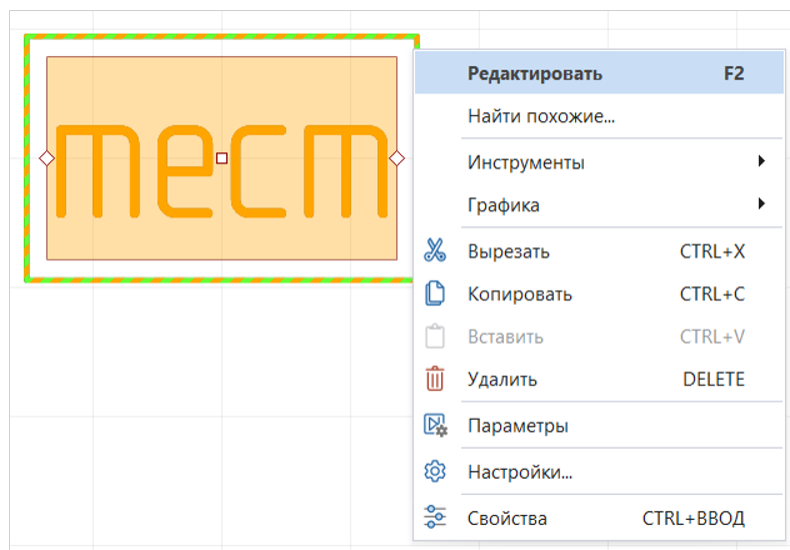 тест
Редактировать F2
Найти похожие...
Инструменты
Графика
Вырезать CTRL+X
Копировать CTRL+C
Вставить CTRL+V
Удалить DELETE
Параметры
Настройки...
Свойства CTRL+ВВОД